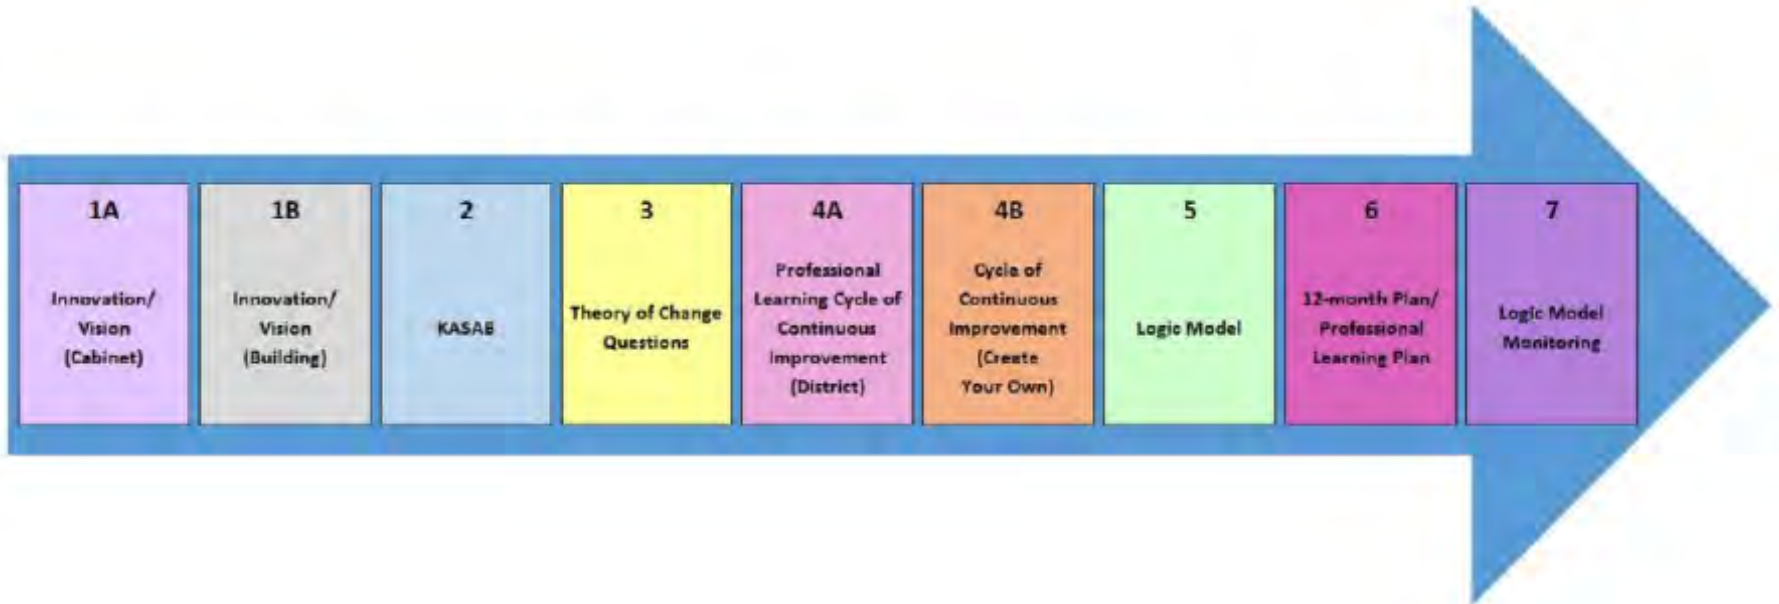 1A
Innovation/
Vision
(Cabinet)
1B
Innovation/
Vision
(Building)
2
KASAB
3
Theory of Change
Questions
4A
Professional
Learning Cycle of
Continuous
Improvement
(District)
4B
Cycle of
Continuous
Improvement
(Create
Your Own)
5
Logic Model
6
12-month Plan/
Professional
Learning Plan
7
Logic Model
Monitoring